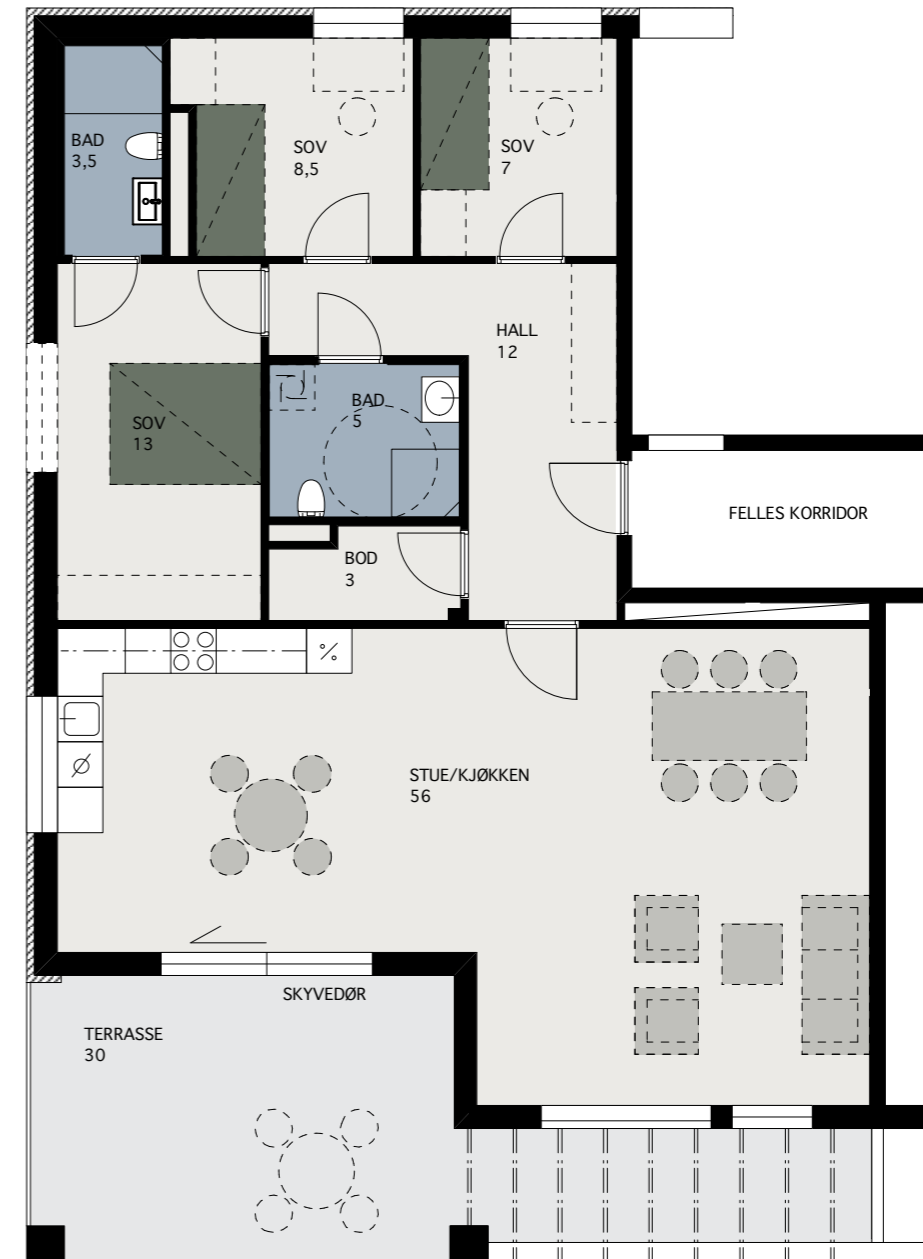 BAD
3,5
SOV
8,5
SOV
7
HALL
12
BAD
5
SOV
13
FELLES KORRIDOR
BOD
3
%
STUE/KJØKKEN
56
SKYVEDØR
TERRASSE
30